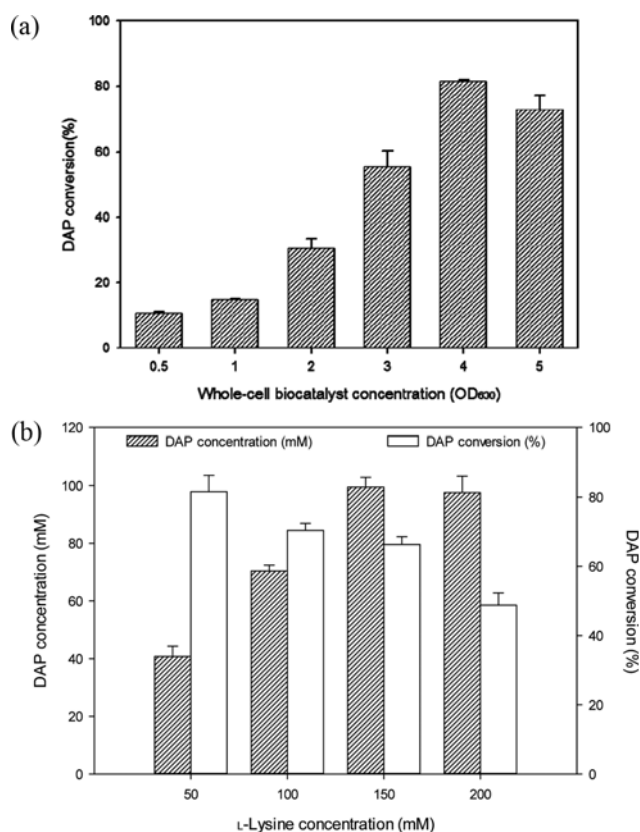 (a)
DAP conversion(%)
100
80
60
40
20
0
0.5 1 2 3 4 5
Whole-cell biocatalyst concentration (OD₆₀₀)
(b)
DAP concentration (mM) DAP conversion (%)
DAP concentration (mM)
120
100
80
60
40
20
0
100
80
60
40
20
0
DAP conversion
(%)
50 100 150 200
L-Lysine concentration (mM)